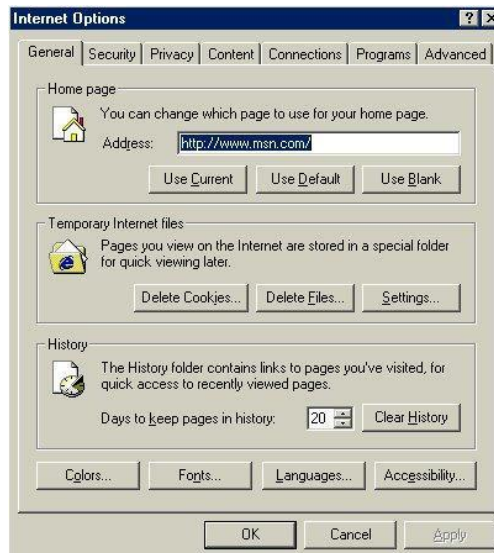 Internet Options
General Security Privacy Content Connections Programs Advanced
Home page
You can change which page to use for your home page.
Address: http://www.msn.com/
Use Current Use Default Use Blank
Temporary Internet files
Pages you view on the Internet are stored in a special folder
for quick viewing later.
Delete Cookies... Delete Files... Settings...
History
The History folder contains links to pages you've visited, for
quick access to recently viewed pages.
Days to keep pages in history: 20 Clear History
Colors... Fonts... Languages... Accessibility...
OK Cancel Apply